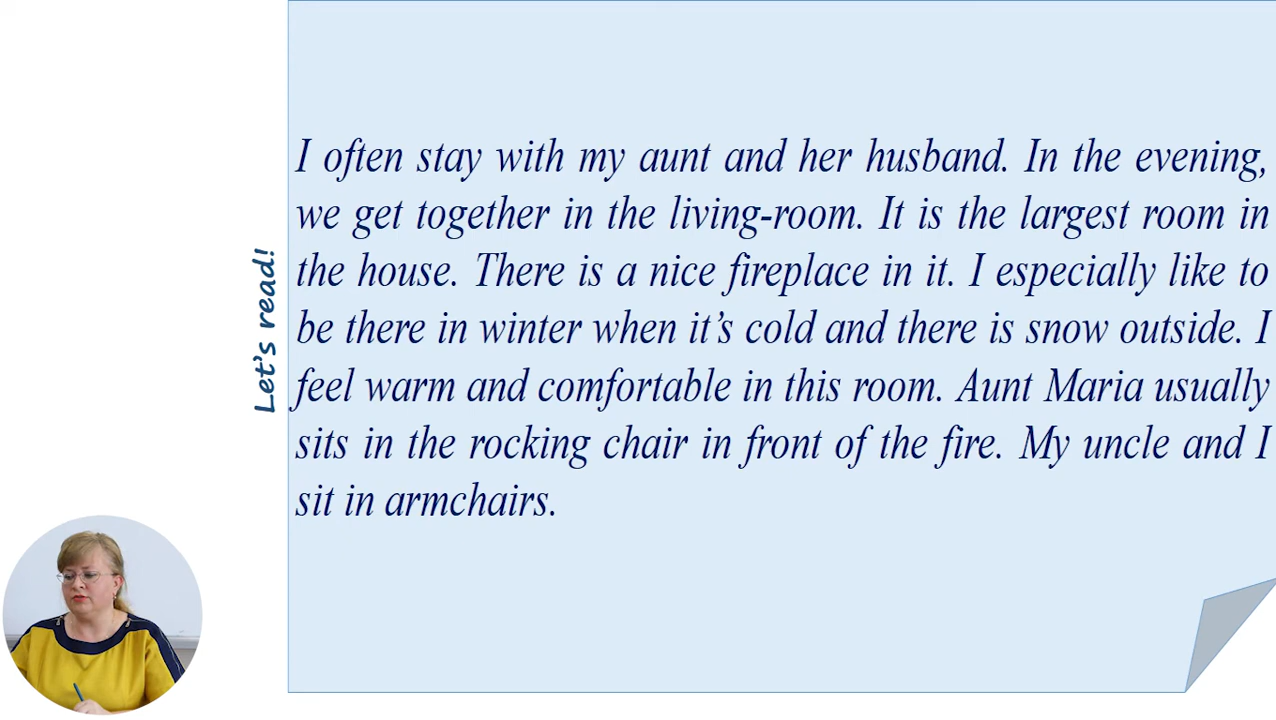 Let's read!
I often stay with my aunt and her husband. In the evening,
we get together in the living-room. It is the largest room in
the house. There is a nice fireplace in it. I especially like to
be there in winter when it’s cold and there is snow outside. I
feel warm and comfortable in this room. Aunt Maria usually
sits in the rocking chair in front of the fire. My uncle and I
sit in armchairs.